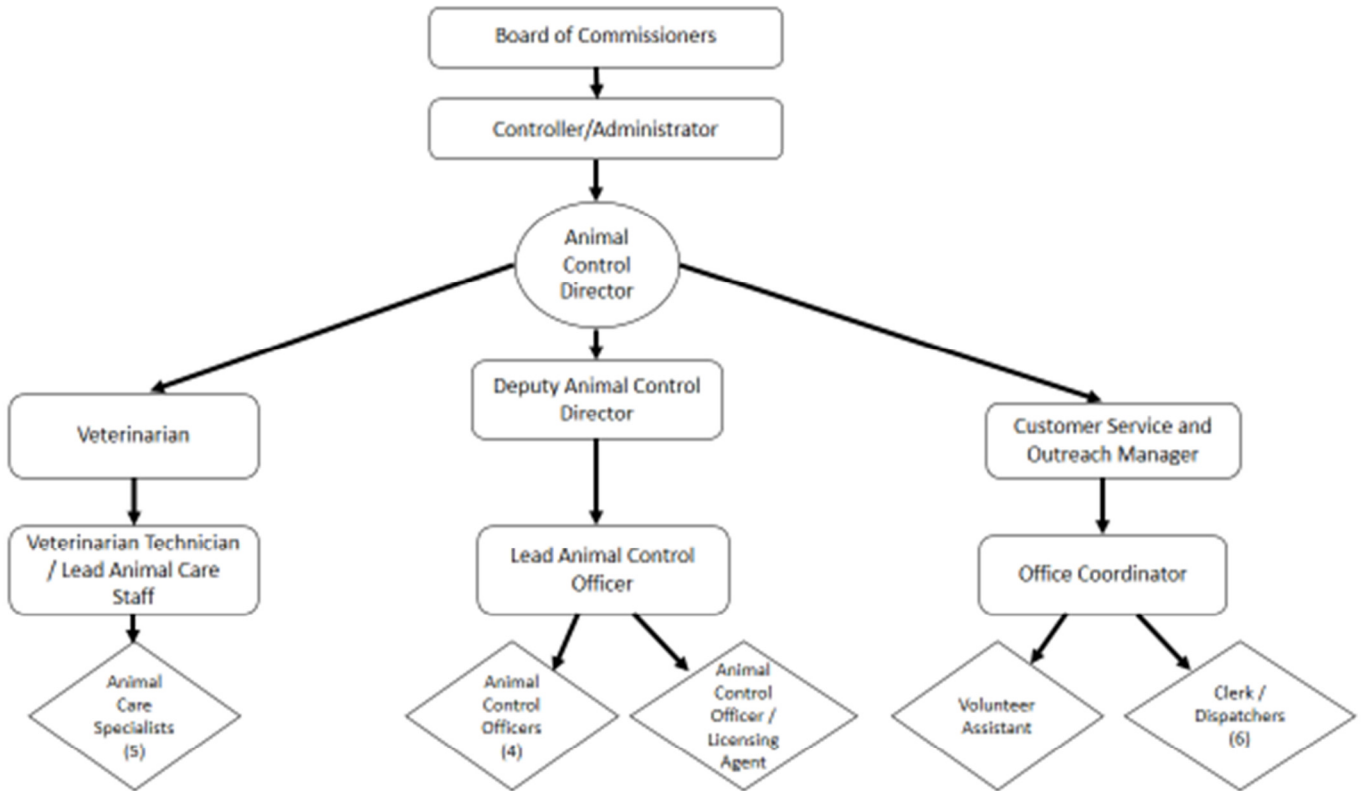 Board of Commissioners
Controller/Administrator
Animal
Control
Director
Deputy Animal Control
Director
Veterinarian
Customer Service and
Outreach Manager
Veterinarian Technician
/ Lead Animal Care
Staff
Lead Animal Control
Officer
Office Coordinator
Animal
Care
Specialists
(5)
Animal
Control
Officers
(4)
Animal
Control
Officer /
Licensing
Agent
Volunteer
Assistant
Clerk /
Dispatchers
(6)